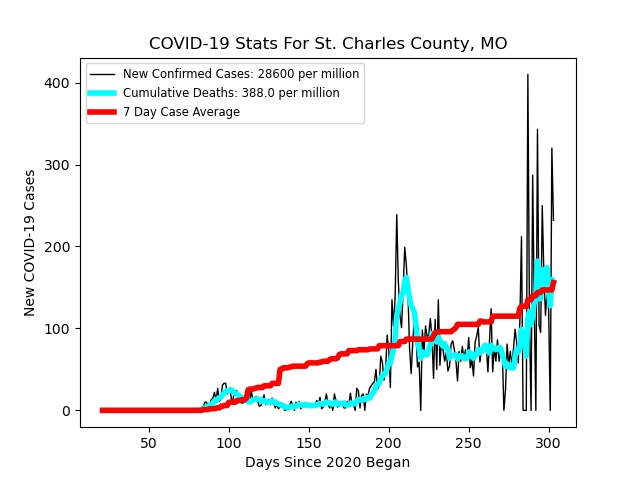 COVID-19 Stats For St. Charles County, MO
New Confirmed Cases: 28600 per million
Cumulative Deaths: 388.0 per million
7 Day Case Average
New COVID-19 Cases
400
300
200
100
0
50 100 150 200 250 300
Days Since 2020 Began